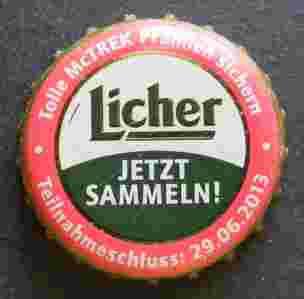 Tolle McTREK Prämien sichern
Licher
JETZT
SAMMELN!
Teilnahmeschluss: 29.06.2013